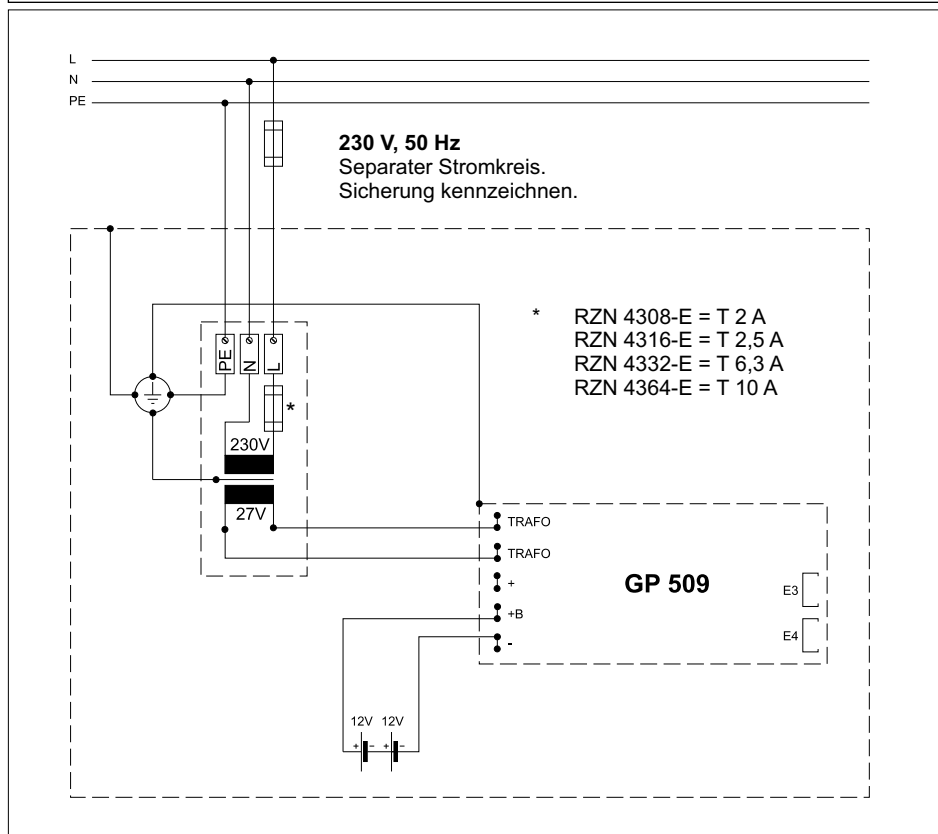 L
N
PE
230 V, 50 Hz
Separater Stromkreis.
Sicherung kennzeichnen.
* RZN 4308-E = T 2 A
RZN 4316-E = T 2,5 A
RZN 4332-E = T 6,3 A
RZN 4364-E = T 10 A
PE
N
L
*
230V
27V
TRAFO
TRAFO
+
+B
-
GP 509
E3
E4
12V 12V
+ - + -